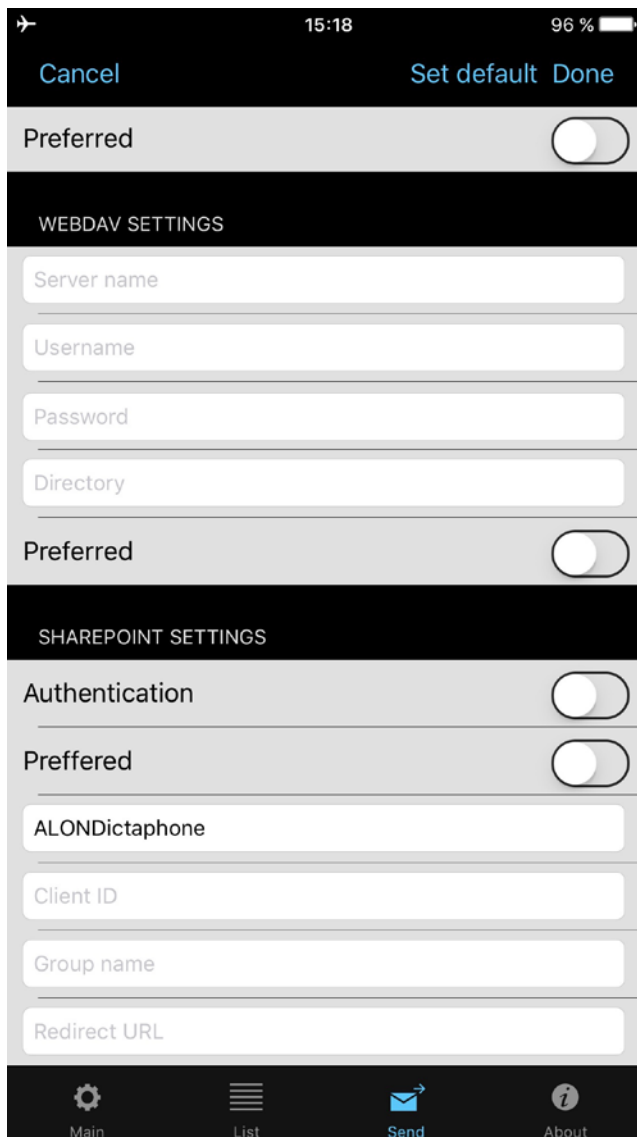 15:18 96 %
Cancel Set default Done
Preferred
WEBDAV SETTINGS
Server name
Username
Password
Directory
Preferred
SHAREPOINT SETTINGS
Authentication
Preffered
ALONDictaphone
Client ID
Group name
Redirect URL
Main List Send About